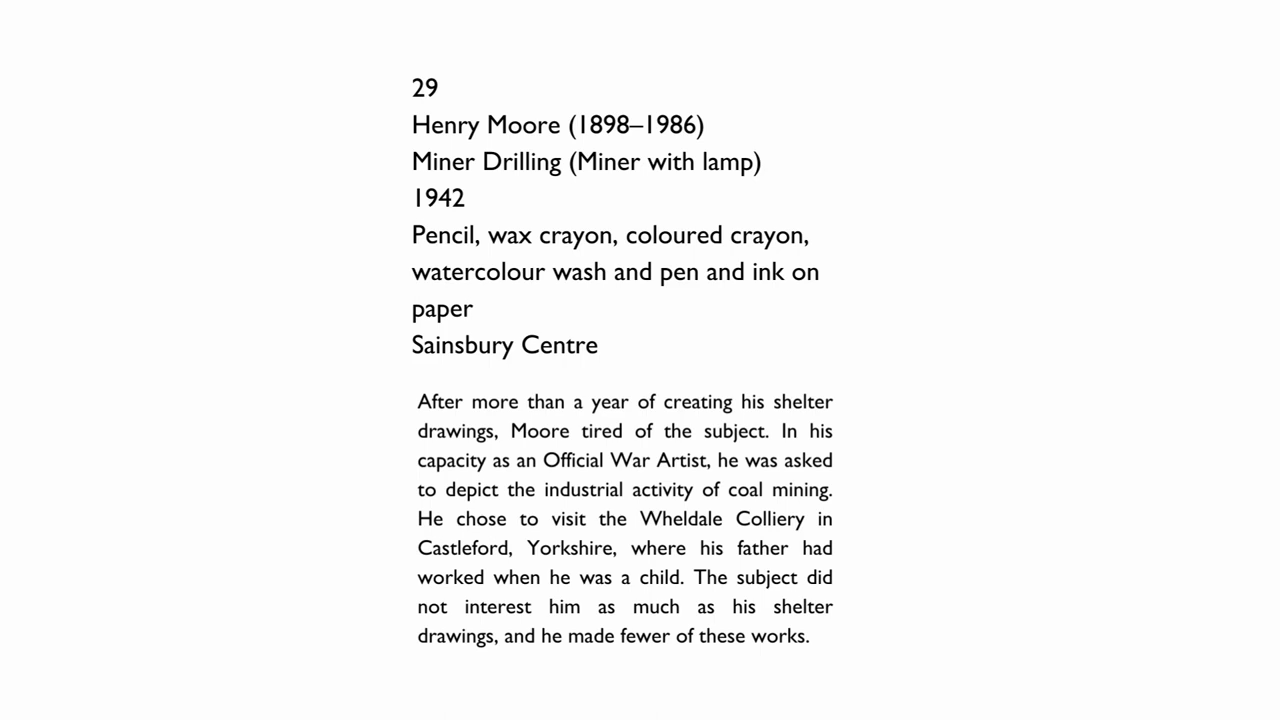 29
Henry Moore (1898–1986)
Miner Drilling (Miner with lamp)
1942
Pencil, wax crayon, coloured crayon,
watercolour wash and pen and ink on
paper
Sainsbury Centre
After more than a year of creating his shelter
drawings, Moore tired of the subject. In his
capacity as an Official War Artist, he was asked
to depict the industrial activity of coal mining.
He chose to visit the Wheldale Colliery in
Castleford, Yorkshire, where his father had
worked when he was a child. The subject did
not interest him as much as his shelter
drawings, and he made fewer of these works.